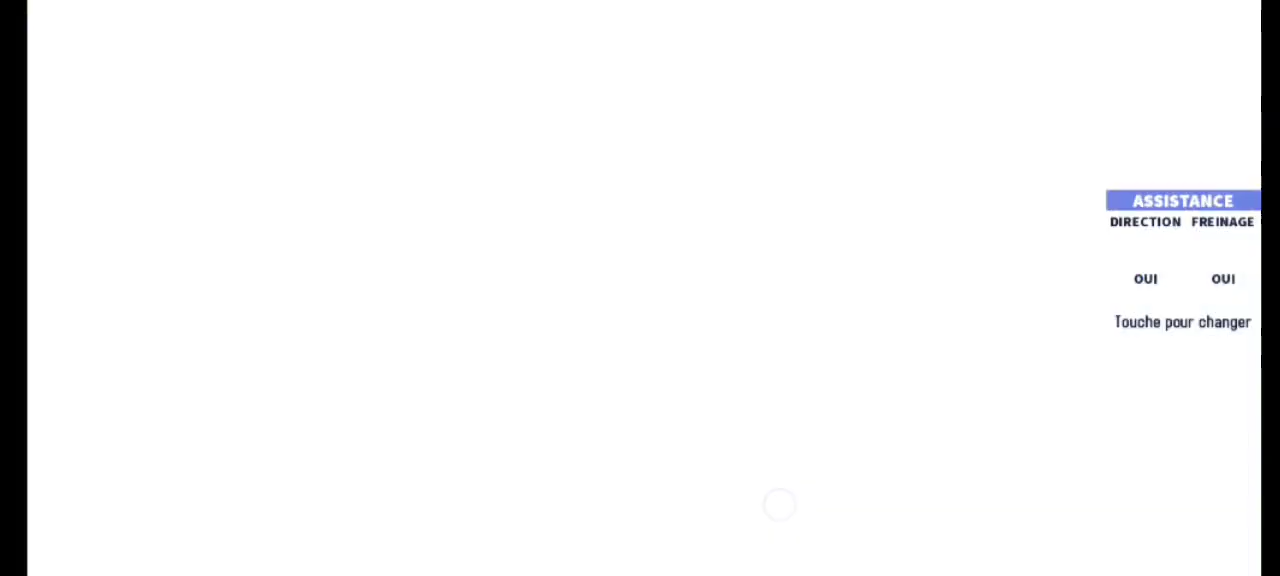 ASSISTANCE
DIRECTION FREINAGE
OUI OUI
Touche pour changer